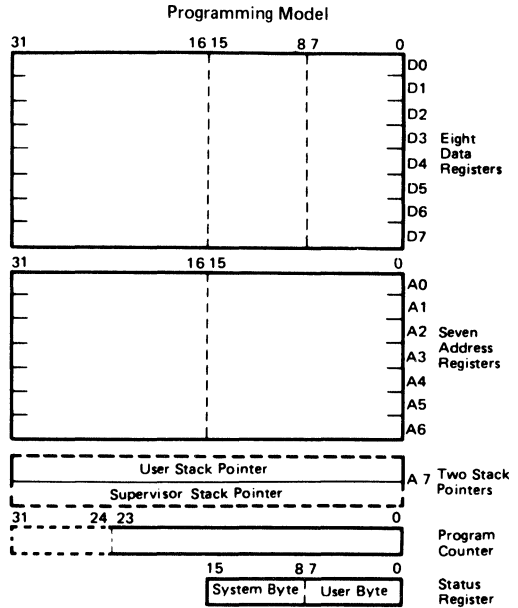 Programming Model
31 16 15 8 7 0
D0
D1
D2
D3 Eight
Data
D4 Registers
D5
D6
D7
31 16 15 0
A0
A1
A2 Seven
Address
A3 Registers
A4
A5
A6
User Stack Pointer
A 7 Two Stack
Pointers
Supervisor Stack Pointer
31 24 23 0
Program
Counter
15 8 7 0
System Byte User Byte Status
Register